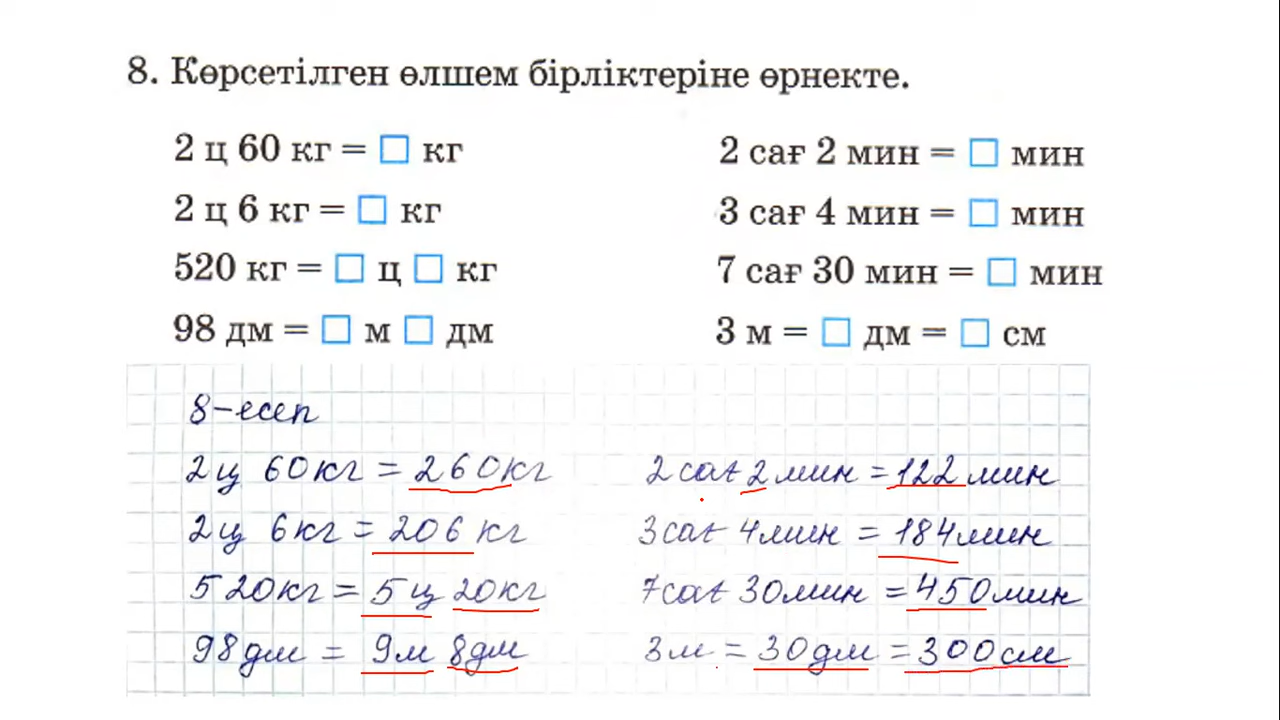 8. Көрсетілген өлшем бірліктеріне өрнекте.
2 ц 60 кг = □ кг
2 ц 6 кг = □ кг
520 кг = □ ц □ кг
98 дм = □ м □ дм
2 сағ 2 мин = □ мин
3 сағ 4 мин = □ мин
7 сағ 30 мин = □ мин
3 м = □ дм = □ см
8-есеп
2ц 60кг = 260кг
2ц 6кг = 206 кг
520кг = 5ц 20кг
98дм = 9м 8дм
2сағ 2мин = 122мин
3сағ 4мин = 184мин
7сағ 30мин = 450мин
3м = 30дм = 300см